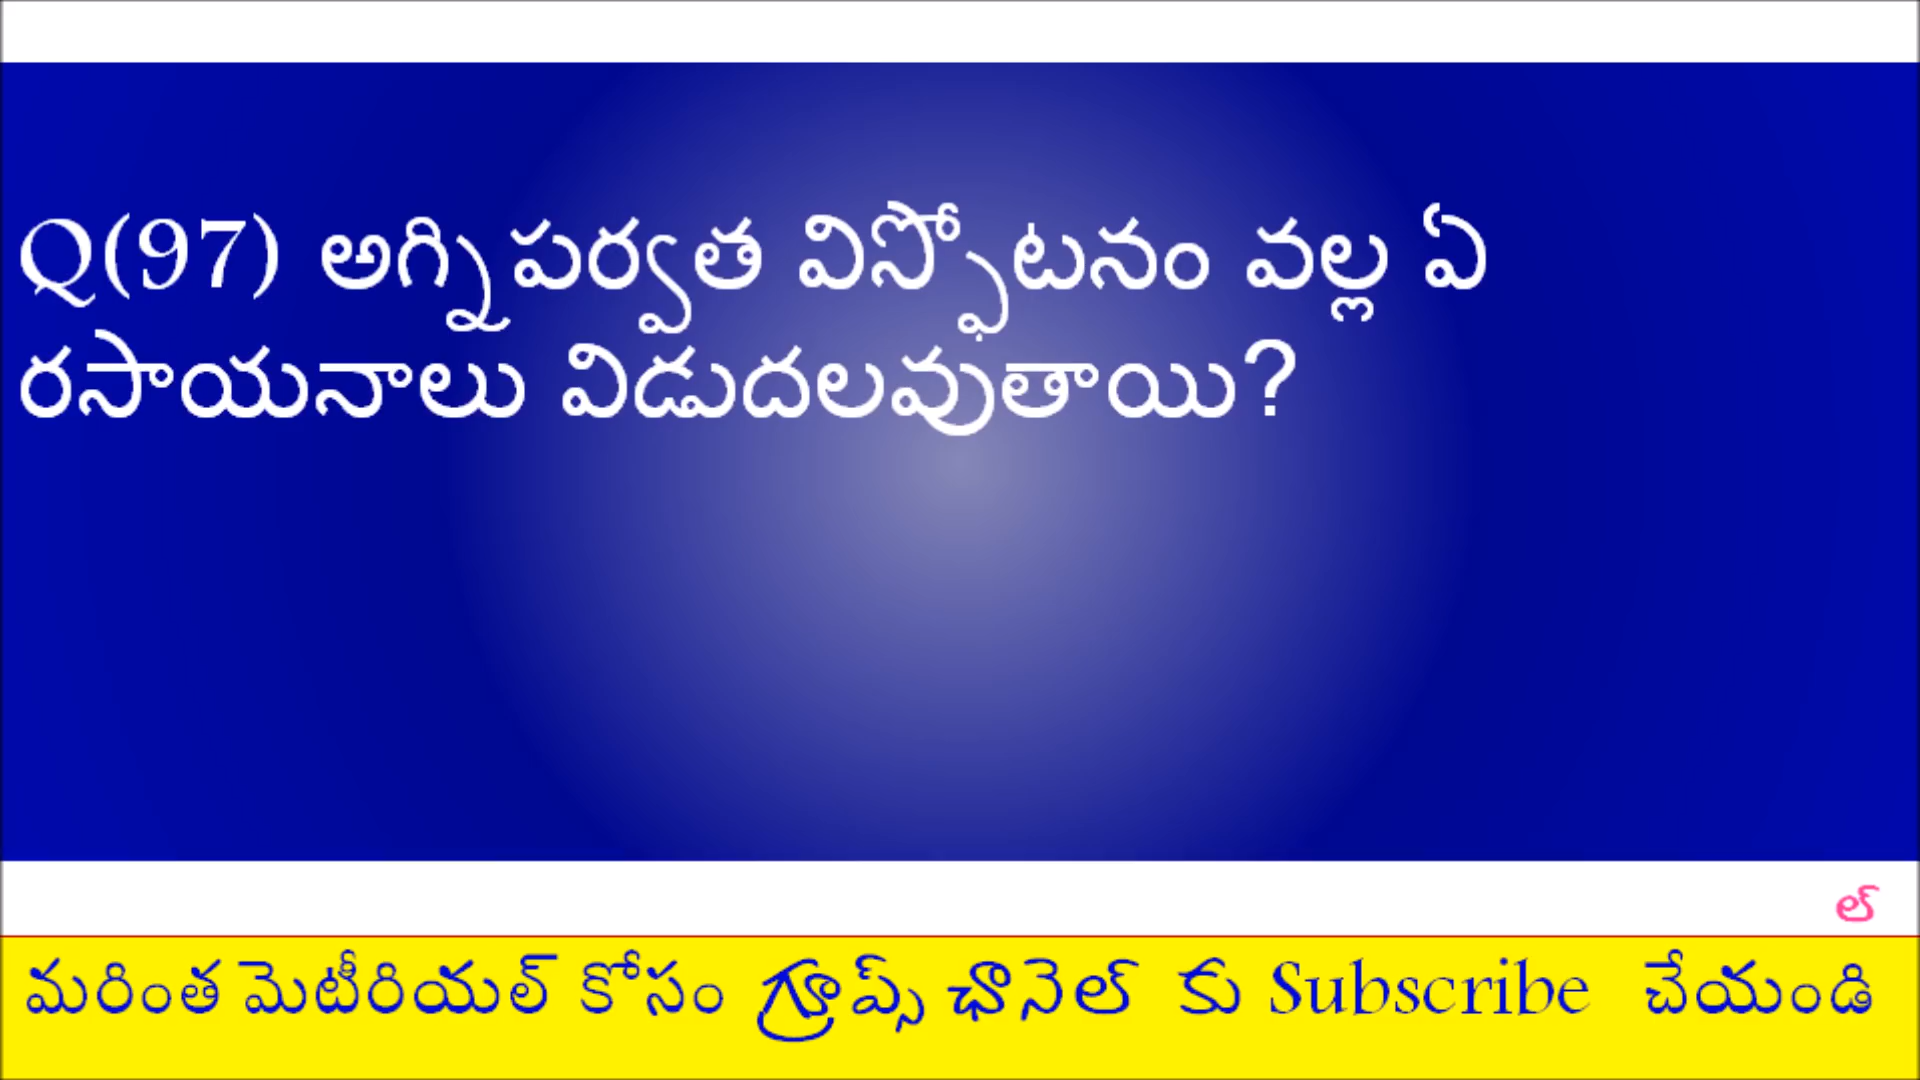 Q(97) అగ్నిపర్వత విస్ఫోటనం వల్ల ఏ
రసాయనాలు విడుదలవుతాయి?
ల్
మరింత మెటీరియల్ కోసం గ్రూప్స్ ఛానెల్ కు Subscribe చేయండి